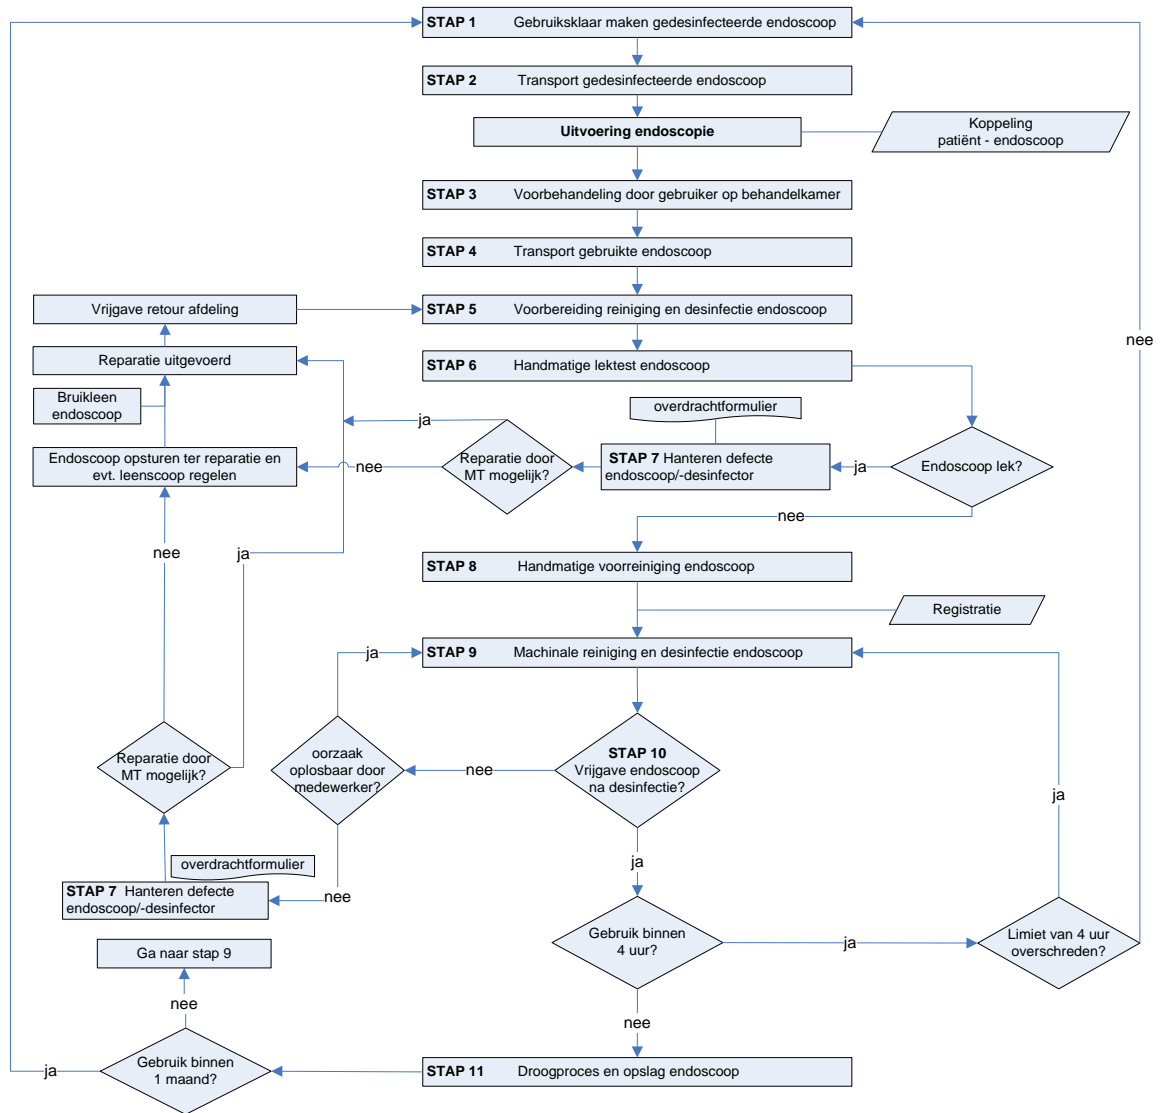 STAP 1 Gebruiksklaar maken gedesinfecteerde endoscoop
STAP 2 Transport gedesinfecteerde endoscoop
Uitvoering endoscopie
Koppeling
patiënt - endoscoop
STAP 3 Voorbehandeling door gebruiker op behandelkamer
STAP 4 Transport gebruikte endoscoop
Vrijgave retour afdeling
STAP 5 Voorbereiding reiniging en desinfectie endoscoop
nee
Reparatie uitgevoerd
STAP 6 Handmatige lektest endoscoop
Bruikleen
endoscoop
ja
overdrachtformulier
Endoscoop opsturen ter reparatie en
evt. leenscoop regelen
nee
Reparatie door
MT mogelijk?
STAP 7 Hanteren defecte
endoscoop/-desinfector
ja
Endoscoop lek?
nee
nee
ja
STAP 8 Handmatige voorreiniging endoscoop
Registratie
ja
STAP 9 Machinale reiniging en desinfectie endoscoop
Reparatie door
MT mogelijk?
oorzaak
oplosbaar door
medewerker?
nee
STAP 10
Vrijgave endoscoop
na desinfectie?
ja
ja
overdrachtformulier
STAP 7 Hanteren defecte
endoscoop/-desinfector
nee
Gebruik binnen
4 uur?
ja
Limiet van 4 uur
overschreden?
Ga naar stap 9
nee
nee
ja
Gebruik binnen
1 maand?
STAP 11 Droogproces en opslag endoscoop